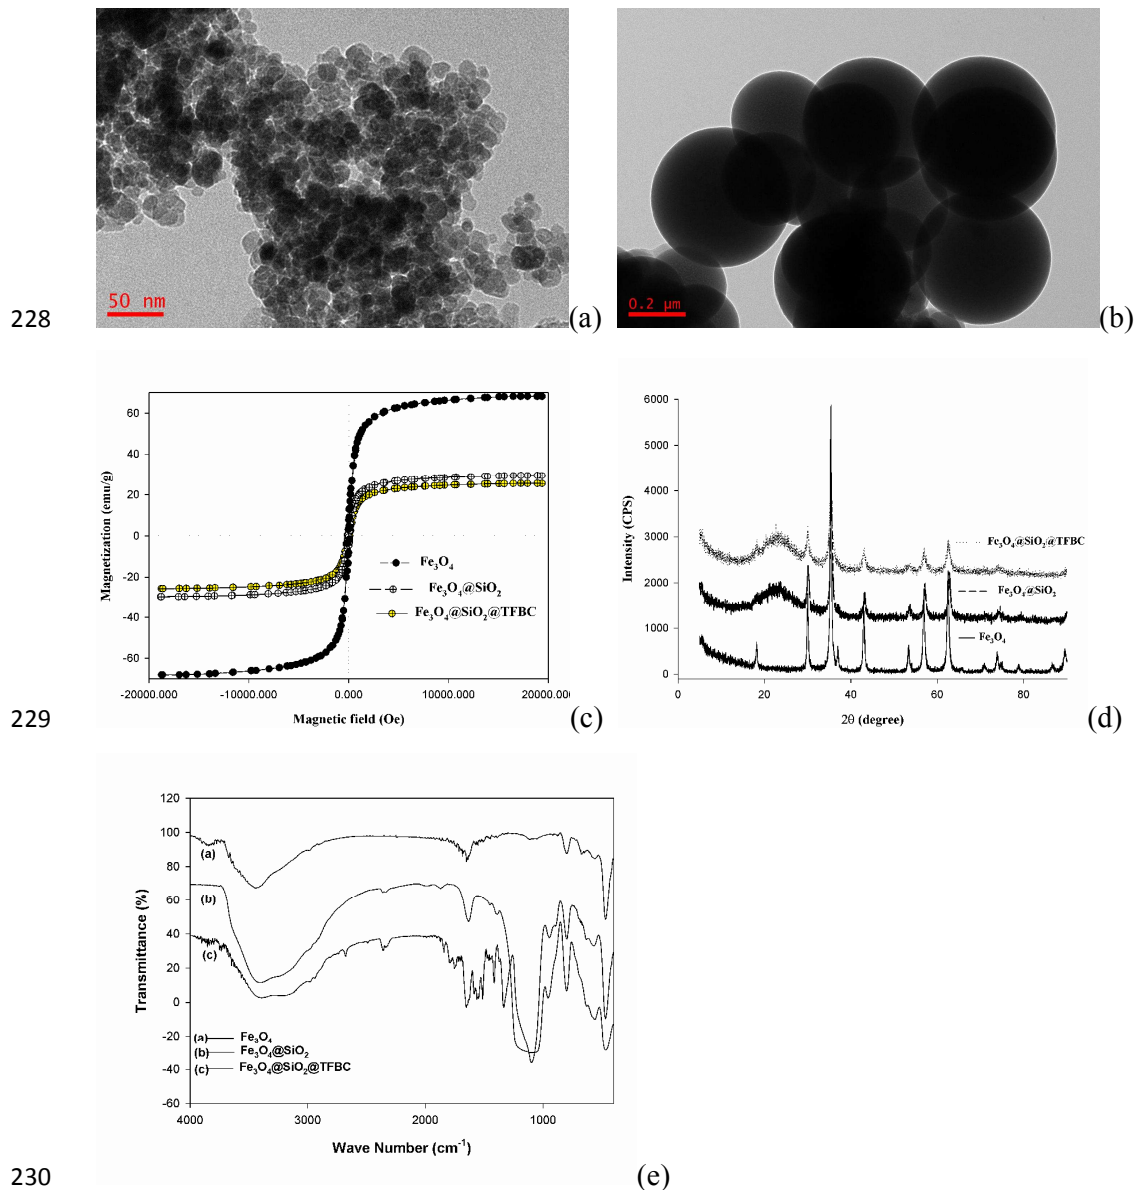 50 nm
0.2 µm
228 (a) (b)
Magnetization (emu/g)
60
40
20
0
-20
-40
-60
Fe₃O₄
Fe₃O₄@SiO₂
Fe₃O₄@SiO₂@TFBC
-20000.000 -10000.000 0.000 10000.000 20000.00
Magnetic field (Oe)
Intensity (CPS)
6000
5000
4000
3000
2000
1000
0
Fe₃O₄@SiO₂@TFBC
Fe₃O₄@SiO₂
Fe₃O₄
0 20 40 60 80
2θ (degree)
229 (c) (d)
Transmittance (%)
120
100
80
60
40
20
0
-20
-40
-60
(a)
(b)
(c)
(a) Fe₃O₄
(b) Fe₃O₄@SiO₂
(c) Fe₃O₄@SiO₂@TFBC
4000 3000 2000 1000
Wave Number (cm⁻¹)
230 (e)